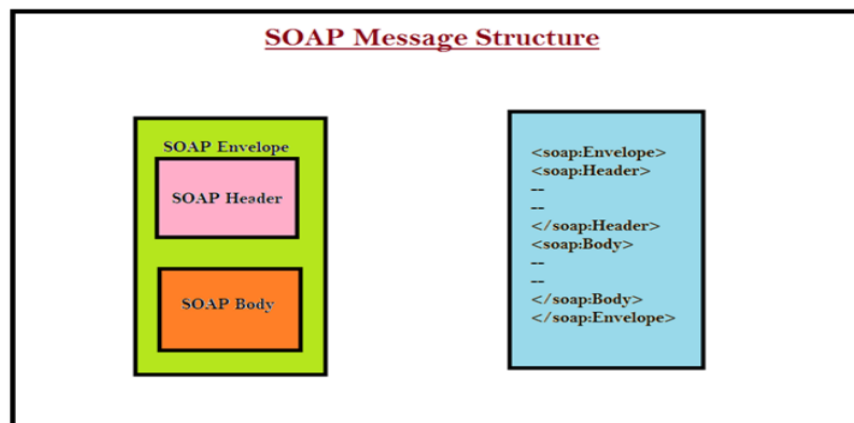 SOAP Message Structure
SOAP Envelope
SOAP Header
SOAP Body
<soap:Envelope>
<soap:Header>
--
--
</soap:Header>
<soap:Body>
--
--
</soap:Body>
</soap:Envelope>